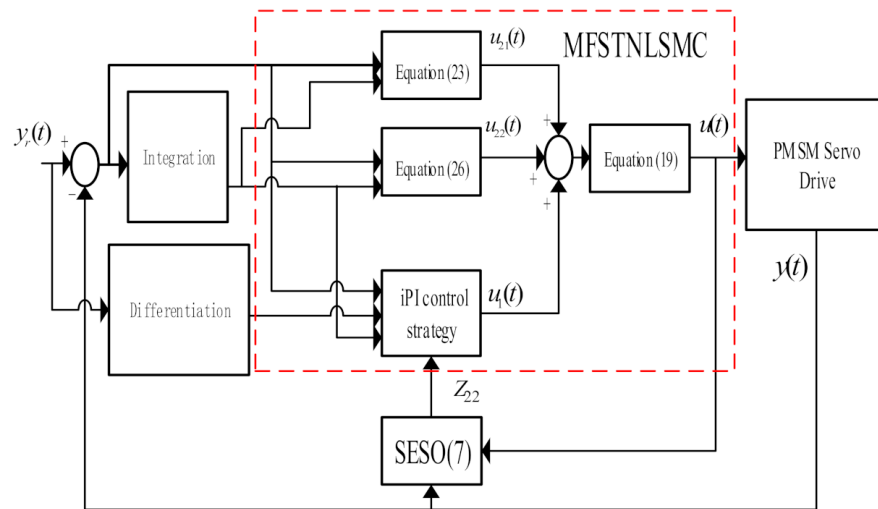 MFSTNLSMC
u21(t)
Equation (23)
yr(t)
+
−
Integration
u22(t)
Equation (26)
+
+
+
Equation (19)
u(t)
PMSM Servo
Drive
y(t)
Differentiation
iPI control
strategy
u1(t)
Z22
SESO(7)